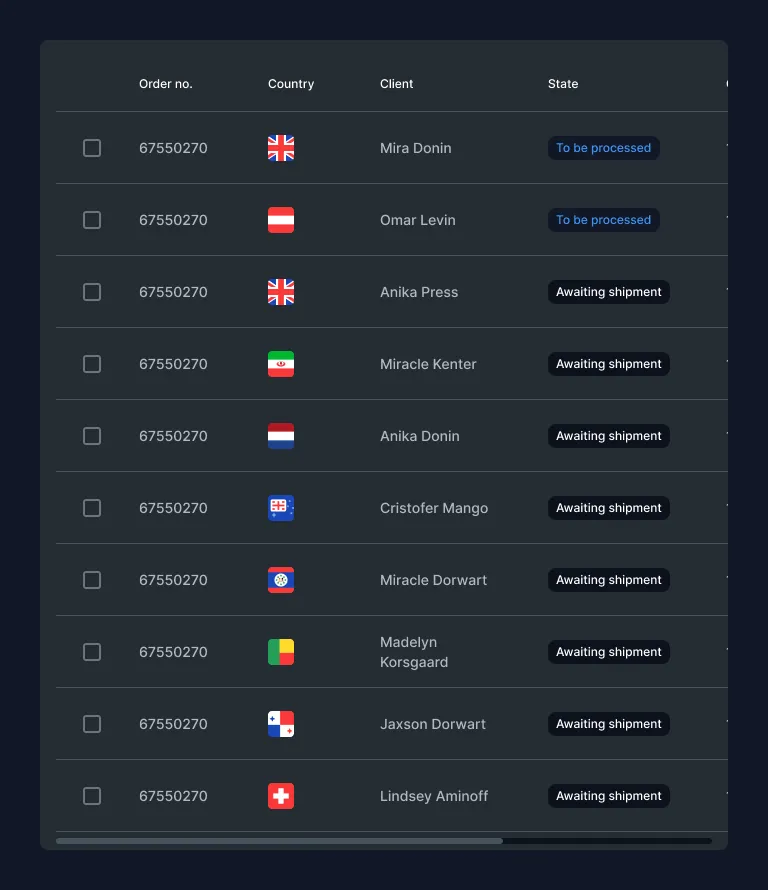 Order no. Country Client State
67550270 Mira Donin To be processed
67550270 Omar Levin To be processed
67550270 Anika Press Awaiting shipment
67550270 Miracle Kenter Awaiting shipment
67550270 Anika Donin Awaiting shipment
67550270 Cristofer Mango Awaiting shipment
67550270 Miracle Dorwart Awaiting shipment
67550270 Madelyn Korsgaard Awaiting shipment
67550270 Jaxson Dorwart Awaiting shipment
67550270 Lindsey Aminoff Awaiting shipment